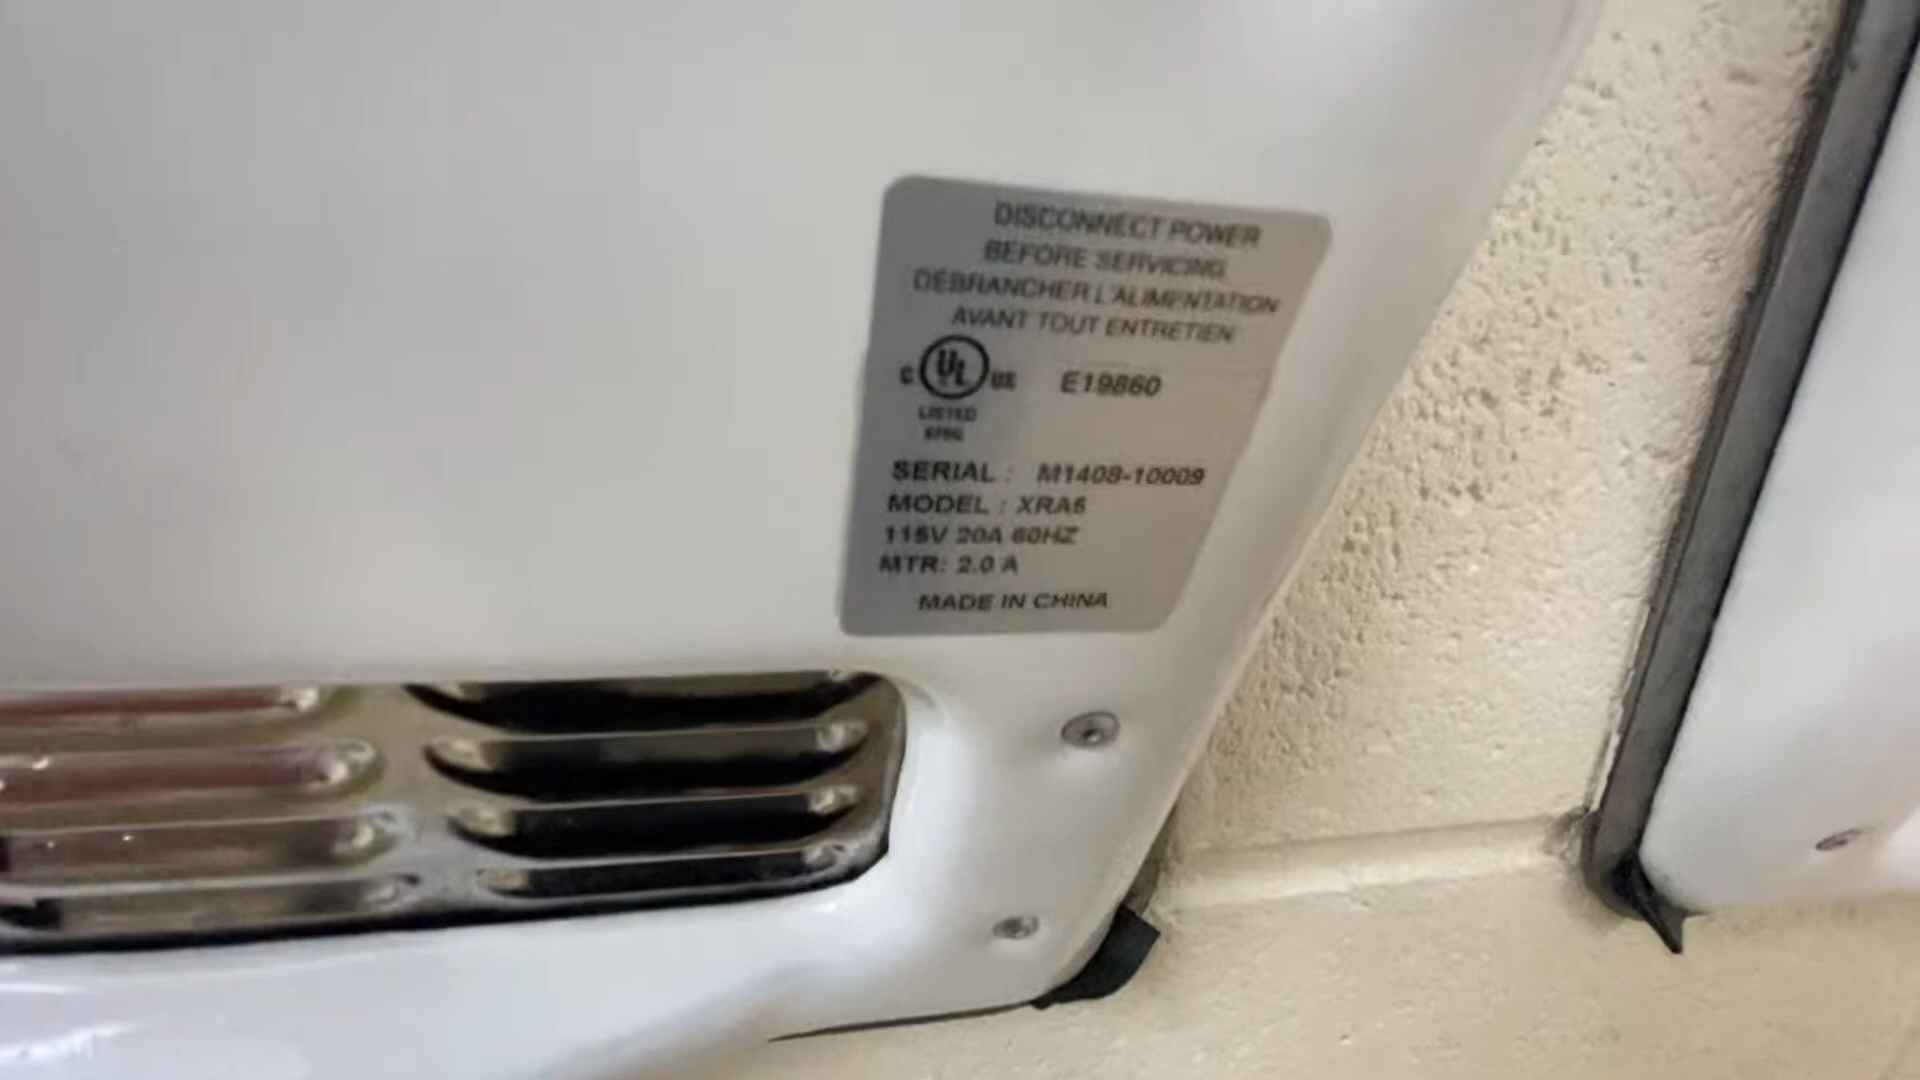 DISCONNECT POWER
BEFORE SERVICING
DÉBRANCHER L'ALIMENTATION
AVANT TOUT ENTRETIEN
C UL US E19860
LISTED
SERIAL : M1408-10009
MODEL : XRA5
115V 20A 60HZ
MTR: 2.0 A
MADE IN CHINA